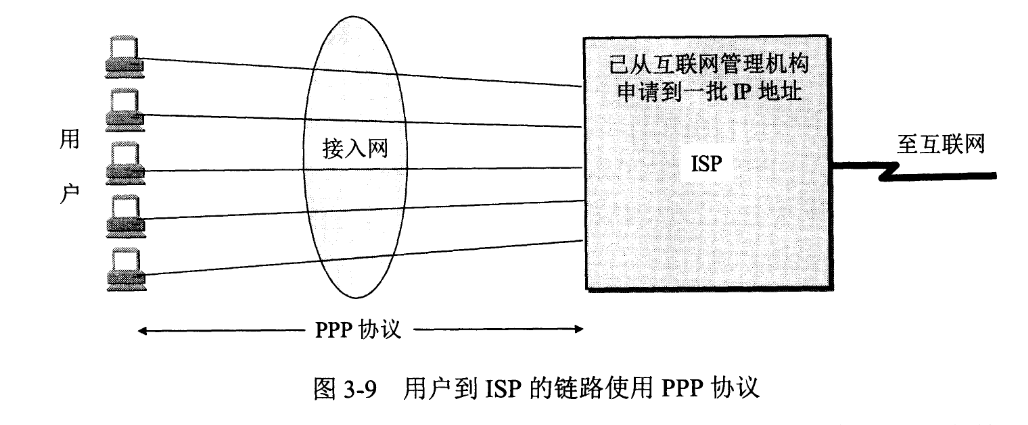 用户
接入网
已从互联网管理机构
申请到一批 IP 地址
ISP
至互联网
PPP 协议
图 3-9 用户到 ISP 的链路使用 PPP 协议